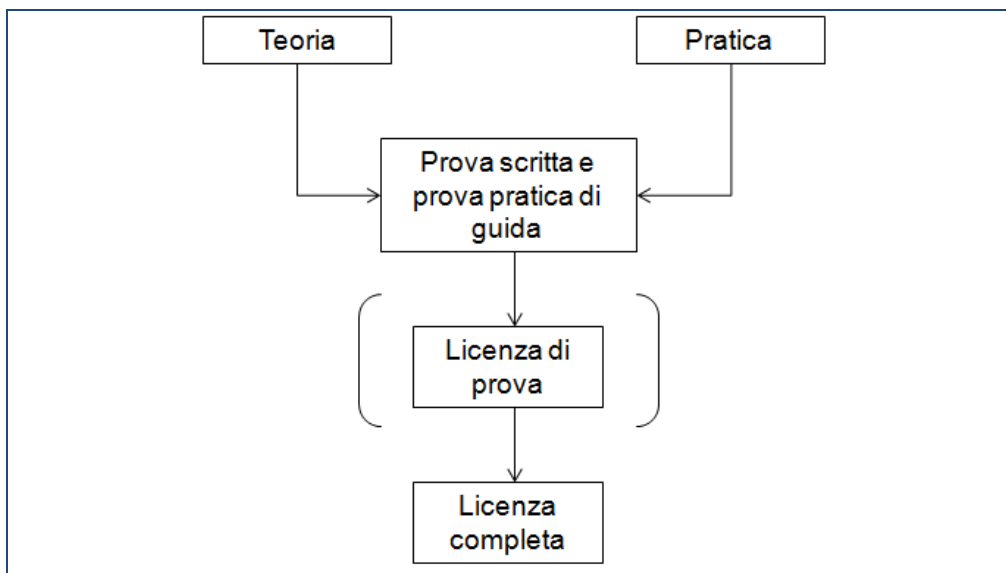 Teoria
Pratica
Prova scritta e
prova pratica di
guida
Licenza di
prova
Licenza
completa